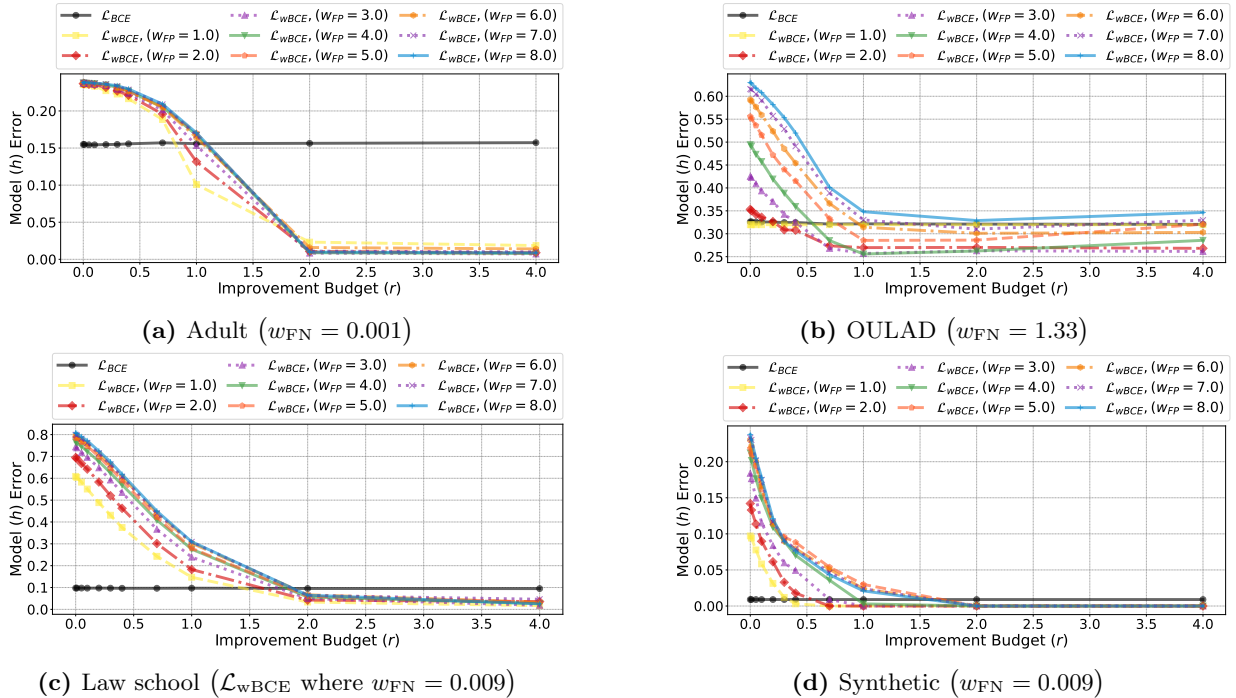 L_BCE
L_wBCE, (w_FP = 1.0)
L_wBCE, (w_FP = 2.0)
L_wBCE, (w_FP = 3.0)
L_wBCE, (w_FP = 4.0)
L_wBCE, (w_FP = 5.0)
L_wBCE, (w_FP = 6.0)
L_wBCE, (w_FP = 7.0)
L_wBCE, (w_FP = 8.0)
Model (h) Error
0.20
0.15
0.10
0.05
0.00
0.0 0.5 1.0 1.5 2.0 2.5 3.0 3.5 4.0
Improvement Budget (r)
(a) Adult (w_FN = 0.001)
L_BCE
L_wBCE, (w_FP = 1.0)
L_wBCE, (w_FP = 2.0)
L_wBCE, (w_FP = 3.0)
L_wBCE, (w_FP = 4.0)
L_wBCE, (w_FP = 5.0)
L_wBCE, (w_FP = 6.0)
L_wBCE, (w_FP = 7.0)
L_wBCE, (w_FP = 8.0)
Model (h) Error
0.60
0.55
0.50
0.45
0.40
0.35
0.30
0.25
0.0 0.5 1.0 1.5 2.0 2.5 3.0 3.5 4.0
Improvement Budget (r)
(b) OULAD (w_FN = 1.33)
L_BCE
L_wBCE, (w_FP = 1.0)
L_wBCE, (w_FP = 2.0)
L_wBCE, (w_FP = 3.0)
L_wBCE, (w_FP = 4.0)
L_wBCE, (w_FP = 5.0)
L_wBCE, (w_FP = 6.0)
L_wBCE, (w_FP = 7.0)
L_wBCE, (w_FP = 8.0)
Model (h) Error
0.8
0.7
0.6
0.5
0.4
0.3
0.2
0.1
0.0
0.0 0.5 1.0 1.5 2.0 2.5 3.0 3.5 4.0
Improvement Budget (r)
(c) Law school (L_wBCE where w_FN = 0.009)
L_BCE
L_wBCE, (w_FP = 1.0)
L_wBCE, (w_FP = 2.0)
L_wBCE, (w_FP = 3.0)
L_wBCE, (w_FP = 4.0)
L_wBCE, (w_FP = 5.0)
L_wBCE, (w_FP = 6.0)
L_wBCE, (w_FP = 7.0)
L_wBCE, (w_FP = 8.0)
Model (h) Error
0.20
0.15
0.10
0.05
0.00
0.0 0.5 1.0 1.5 2.0 2.5 3.0 3.5 4.0
Improvement Budget (r)
(d) Synthetic (w_FN = 0.009)